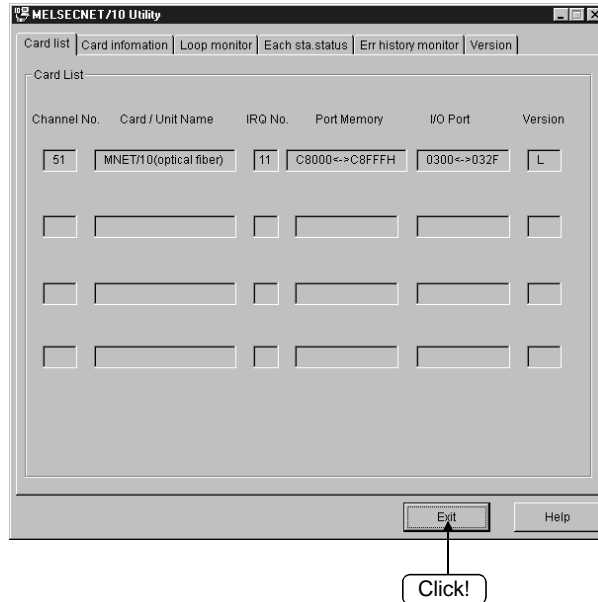 MELSECNET/10 Utility
Card list Card infomation Loop monitor Each sta.status Err history monitor Version
Card List
Channel No. Card / Unit Name IRQ No. Port Memory I/O Port Version
51 MNET/10(optical fiber) 11 C8000<->C8FFFH 0300<->032F L
Exit Help
Click!